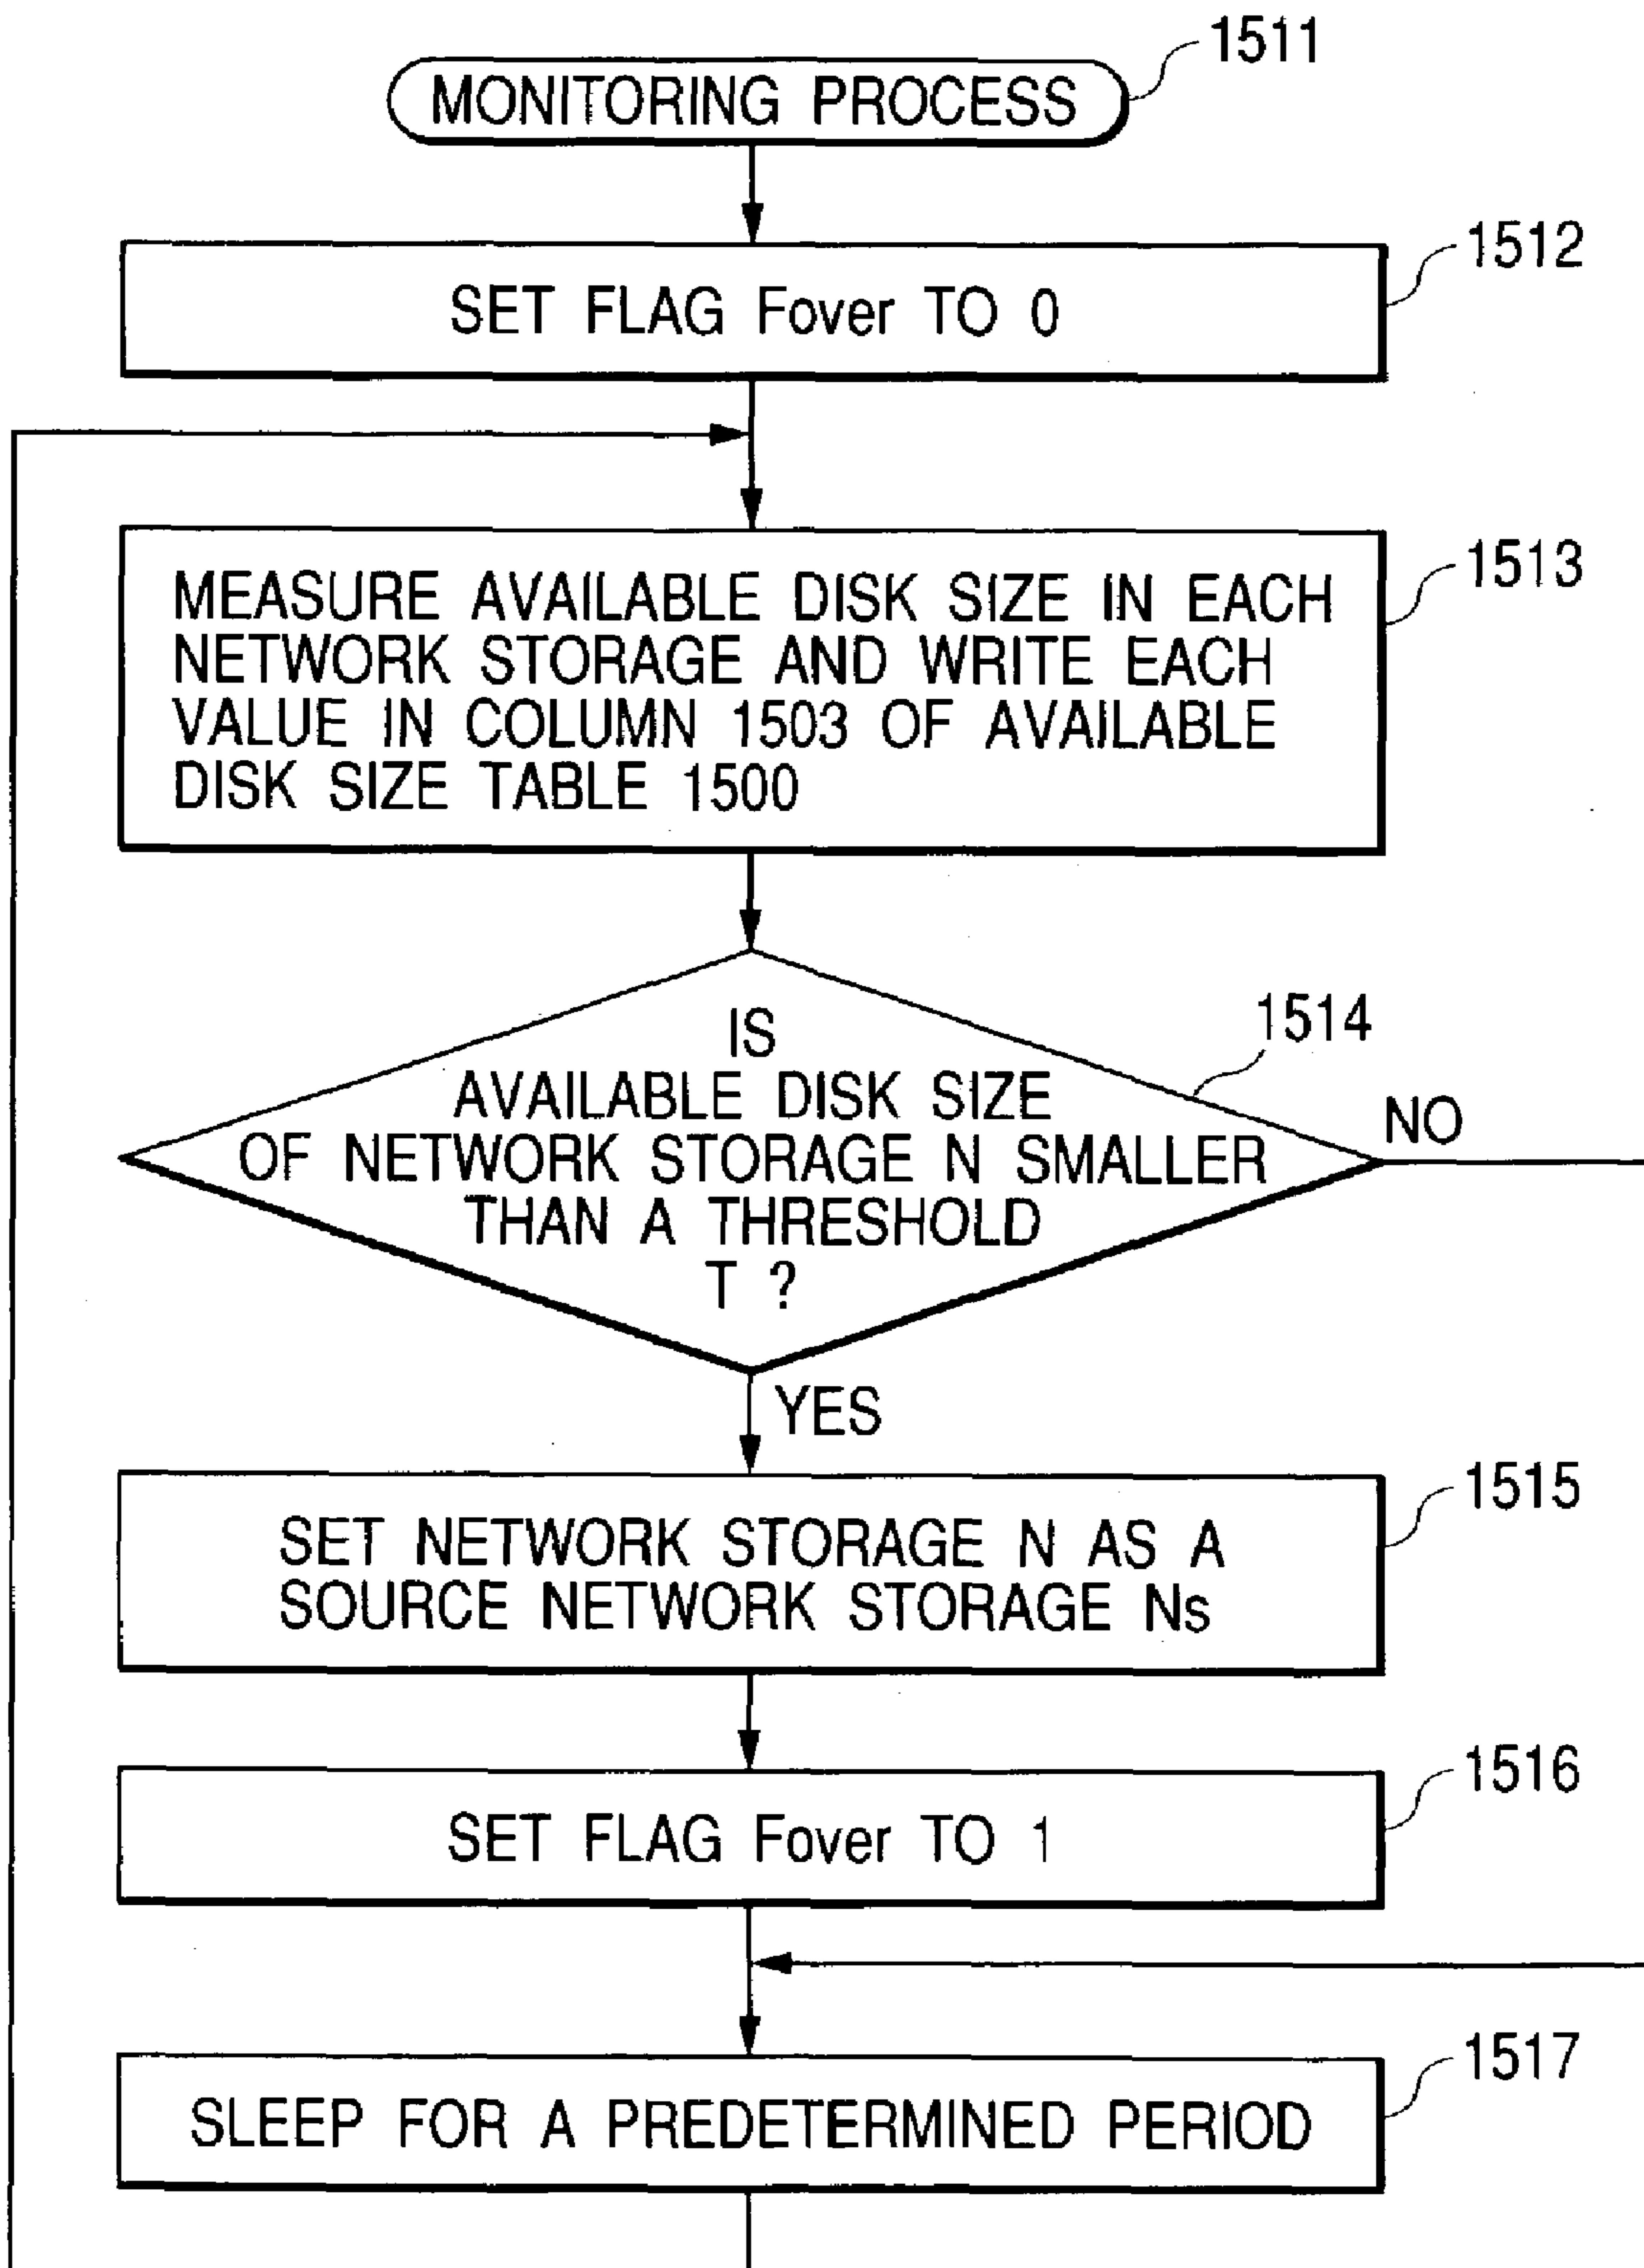 1511
MONITORING PROCESS
1512
SET FLAG Fover TO 0
1513
MEASURE AVAILABLE DISK SIZE IN EACH
NETWORK STORAGE AND WRITE EACH
VALUE IN COLUMN 1503 OF AVAILABLE
DISK SIZE TABLE 1500
1514
IS
AVAILABLE DISK SIZE
OF NETWORK STORAGE N SMALLER
THAN A THRESHOLD
T ?
NO
YES
1515
SET NETWORK STORAGE N AS A
SOURCE NETWORK STORAGE Ns
1516
SET FLAG Fover TO 1
1517
SLEEP FOR A PREDETERMINED PERIOD